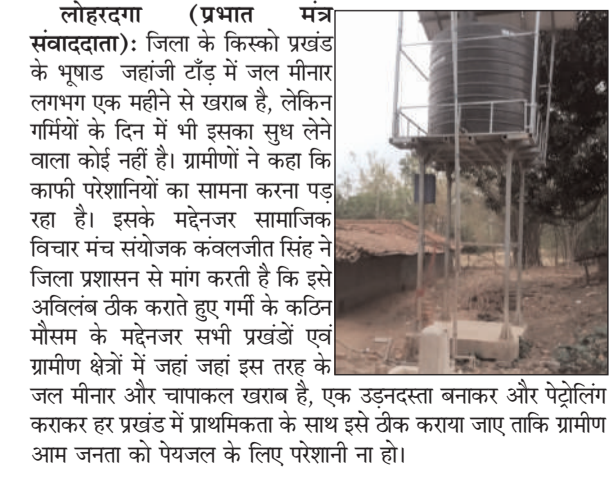 लोहरदगा (प्रभात मंत्र
संवाददाता): जिला के किस्को प्रखंड
के भूषाड जहांजी टाँड़ में जल मीनार
लगभग एक महीने से खराब है, लेकिन
गर्मियों के दिन में भी इसका सुध लेने
वाला कोई नहीं है। ग्रामीणों ने कहा कि
काफी परेशानियों का सामना करना पड़
रहा है। इसके मद्देनजर सामाजिक
विचार मंच संयोजक कंवलजीत सिंह ने
जिला प्रशासन से मांग करती है कि इसे
अविलंब ठीक कराते हुए गर्मी के कठिन
मौसम के मद्देनजर सभी प्रखंडों एवं
ग्रामीण क्षेत्रों में जहां जहां इस तरह के
जल मीनार और चापाकल खराब है, एक उड़नदस्ता बनाकर और पेट्रोलिंग
कराकर हर प्रखंड में प्राथमिकता के साथ इसे ठीक कराया जाए ताकि ग्रामीण
आम जनता को पेयजल के लिए परेशानी ना हो।